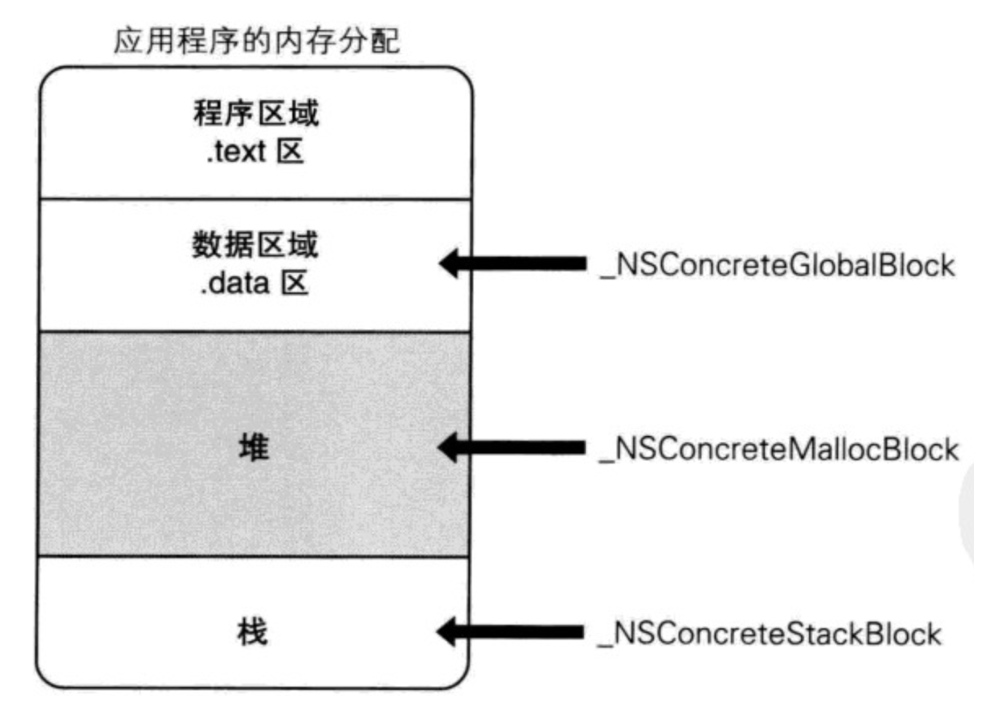 应用程序的内存分配
程序区域
.text 区
数据区域
.data 区
_NSConcreteGlobalBlock
堆
_NSConcreteMallocBlock
栈
_NSConcreteStackBlock